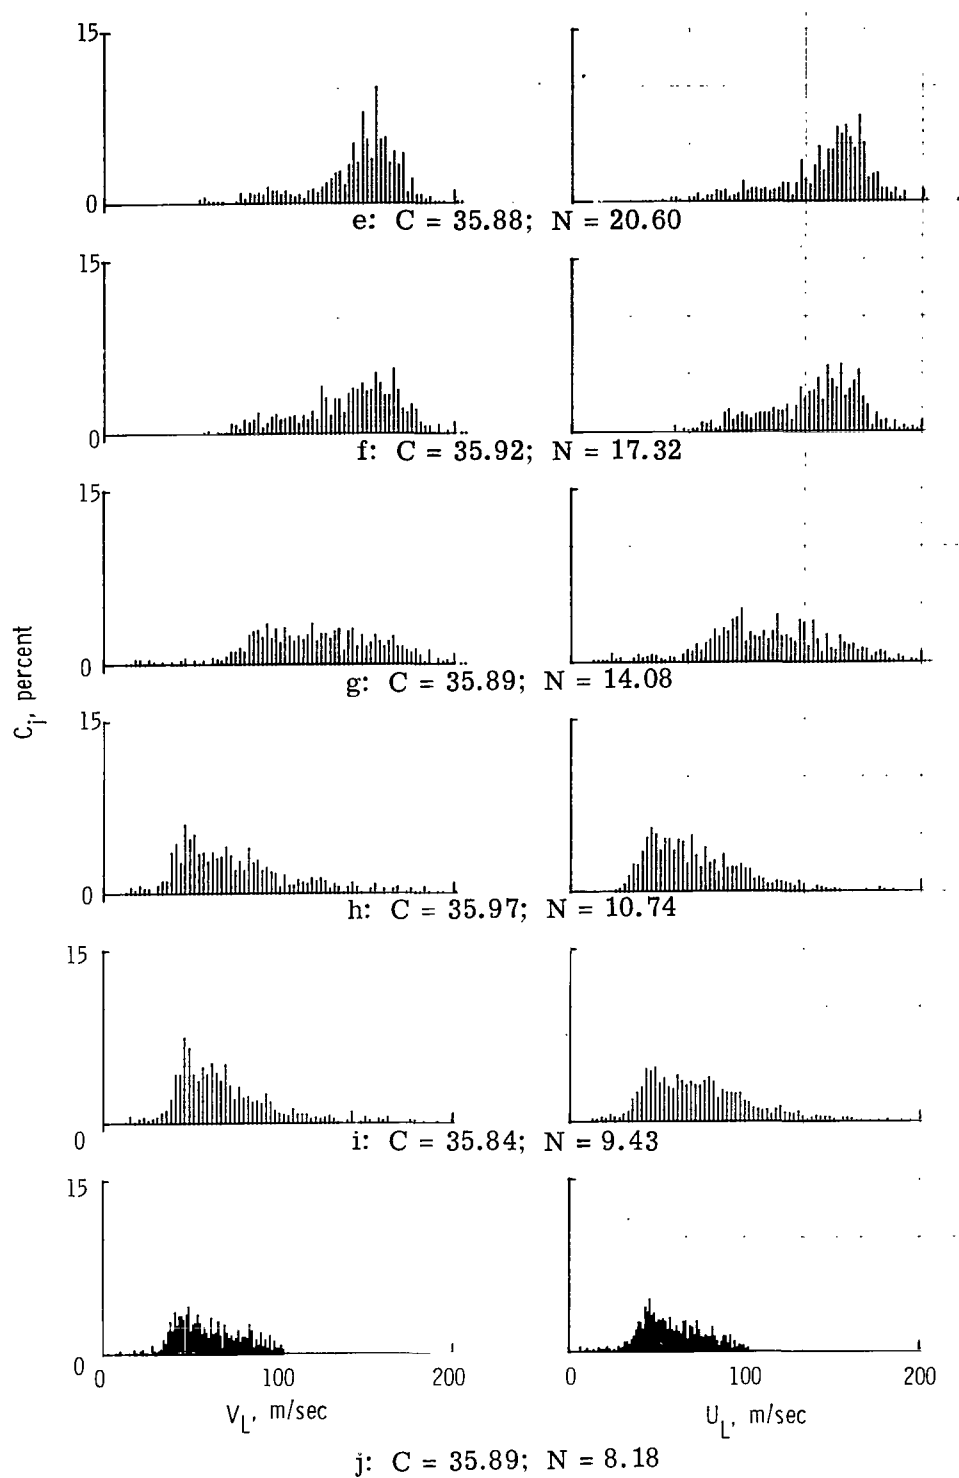 15
0
e: C = 35.88; N = 20.60
15
0
f: C = 35.92; N = 17.32
15
0
g: C = 35.89; N = 14.08
C_j, percent
15
0
h: C = 35.97; N = 10.74
15
0
i: C = 35.84; N = 9.43
15
0
0 100 200
0 100 200
V_L, m/sec
U_L, m/sec
j: C = 35.89; N = 8.18